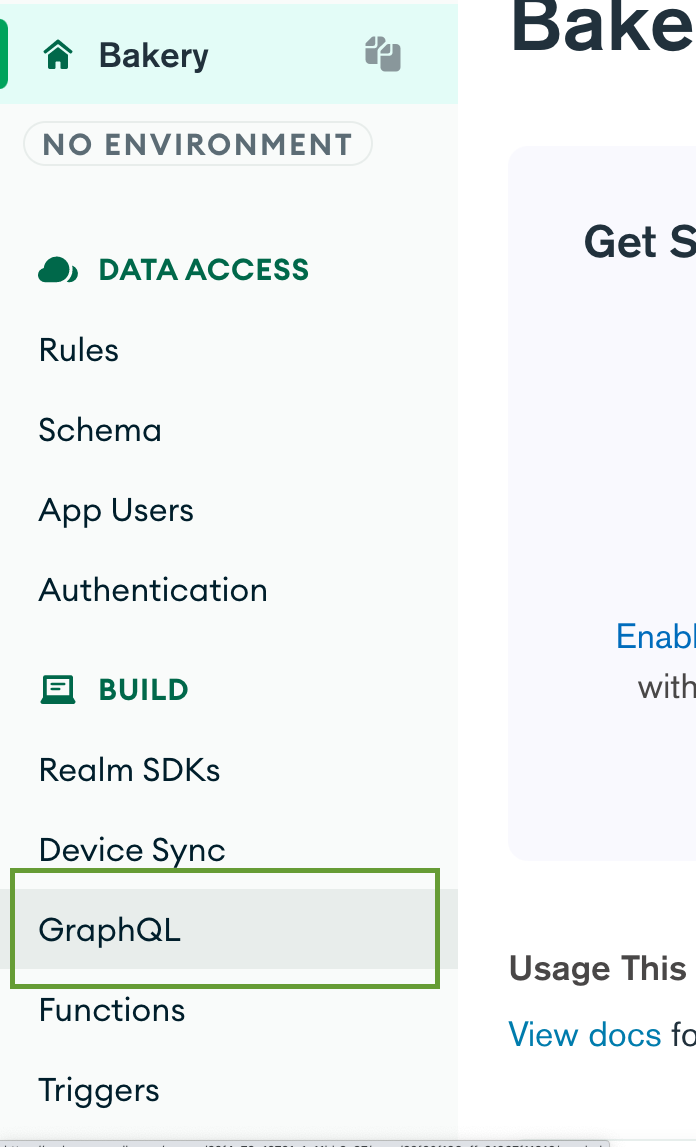 Bakery
NO ENVIRONMENT
DATA ACCESS
Rules
Schema
App Users
Authentication
BUILD
Realm SDKs
Device Sync
GraphQL
Functions
Triggers
Bake
Get S
Enabl
with
Usage This
View docs fo